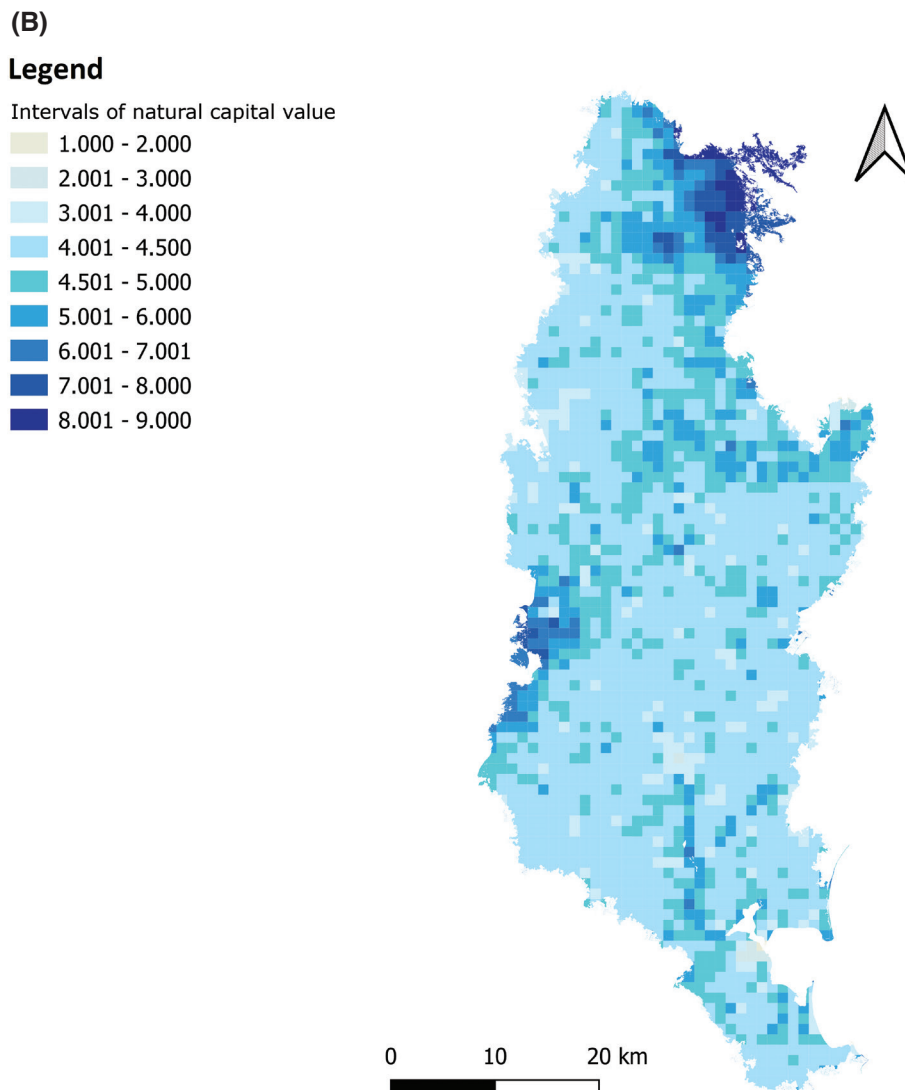 (B)
Legend
Intervals of natural capital value
1.000 - 2.000
2.001 - 3.000
3.001 - 4.000
4.001 - 4.500
4.501 - 5.000
5.001 - 6.000
6.001 - 7.001
7.001 - 8.000
8.001 - 9.000
0 10 20 km